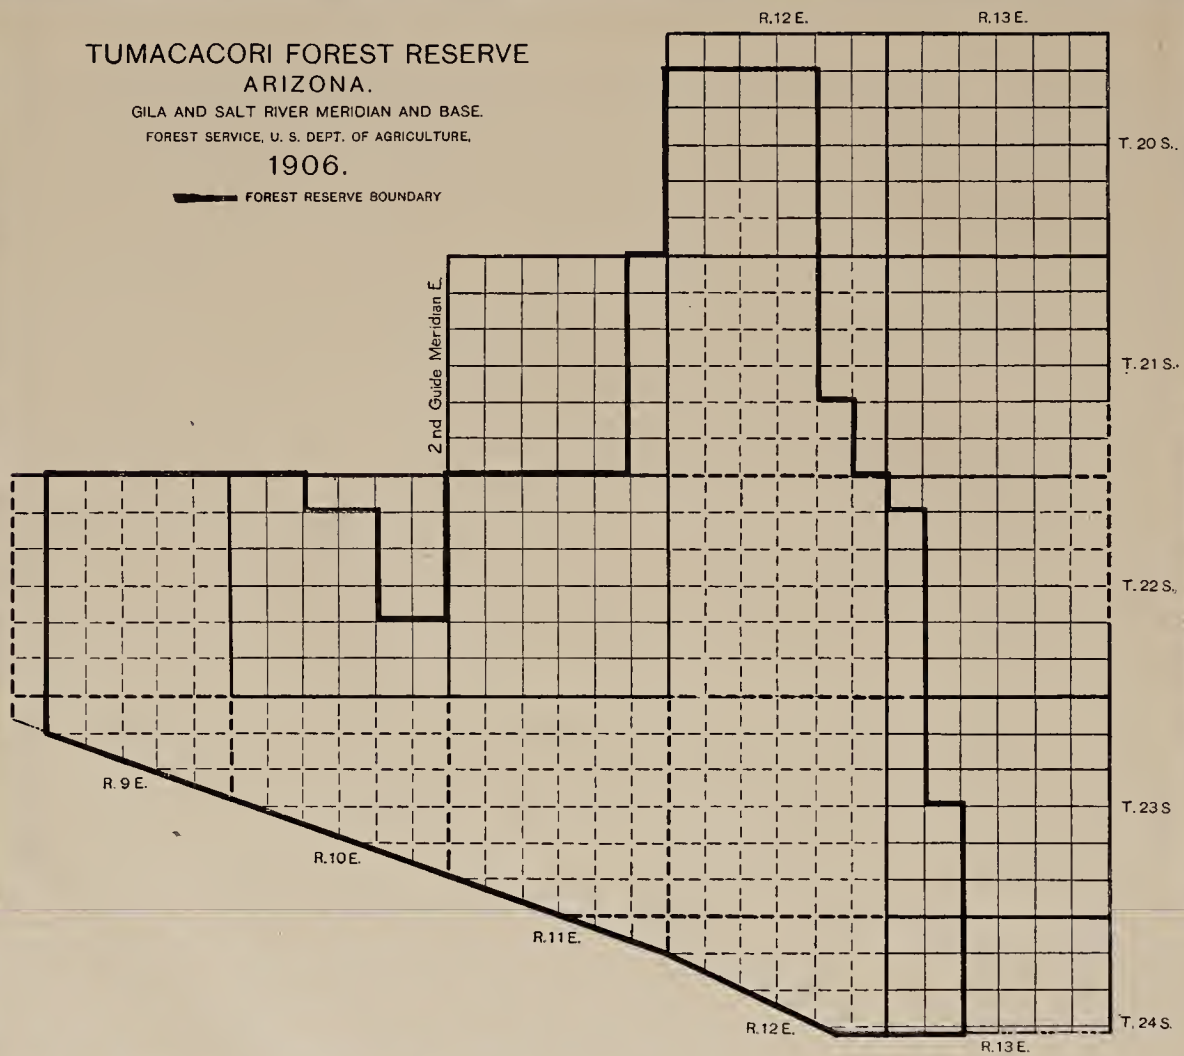 R.12 E.
R.13 E.
TUMACACORI FOREST RESERVE
ARIZONA.
GILA AND SALT RIVER MERIDIAN AND BASE.
FOREST SERVICE, U. S. DEPT. OF AGRICULTURE,
1906.
FOREST RESERVE BOUNDARY
T. 20 S.
2nd Guide Meridian E.
T. 21 S.
T. 22 S.
R. 9 E.
T. 23 S
R.10 E.
R.11 E.
R.12 E.
T. 24 S.
R.13 E.